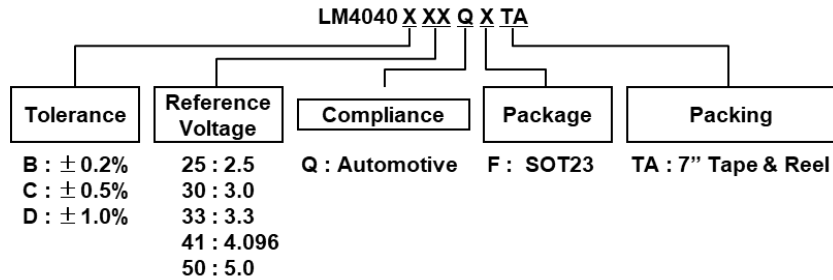 LM4040 X XX Q X TA
Tolerance
B : ± 0.2%
C : ± 0.5%
D : ± 1.0%
Reference
Voltage
25 : 2.5
30 : 3.0
33 : 3.3
41 : 4.096
50 : 5.0
Compliance
Q : Automotive
Package
F : SOT23
Packing
TA : 7” Tape & Reel